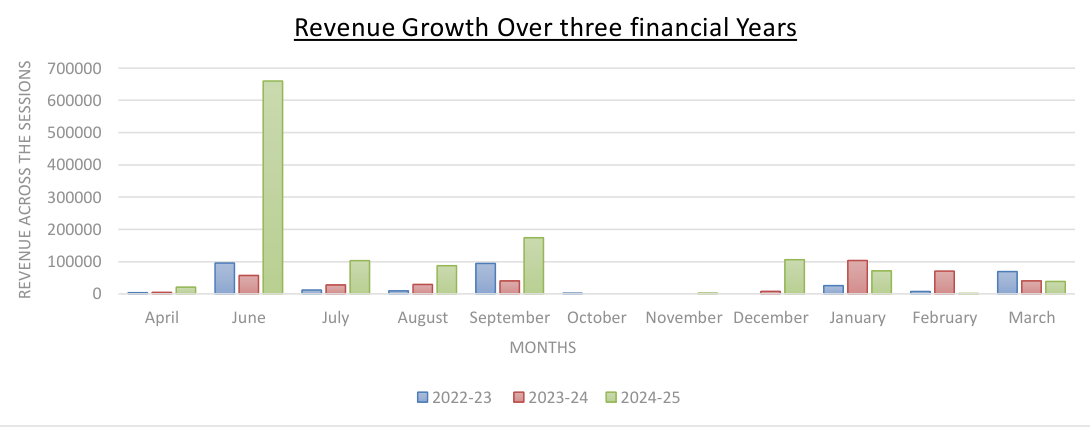 Revenue Growth Over three financial Years
REVENUE ACROSS THE SESSIONS
700000
600000
500000
400000
300000
200000
100000
0
April June July August September October November December January February March
MONTHS
2022-23 2023-24 2024-25